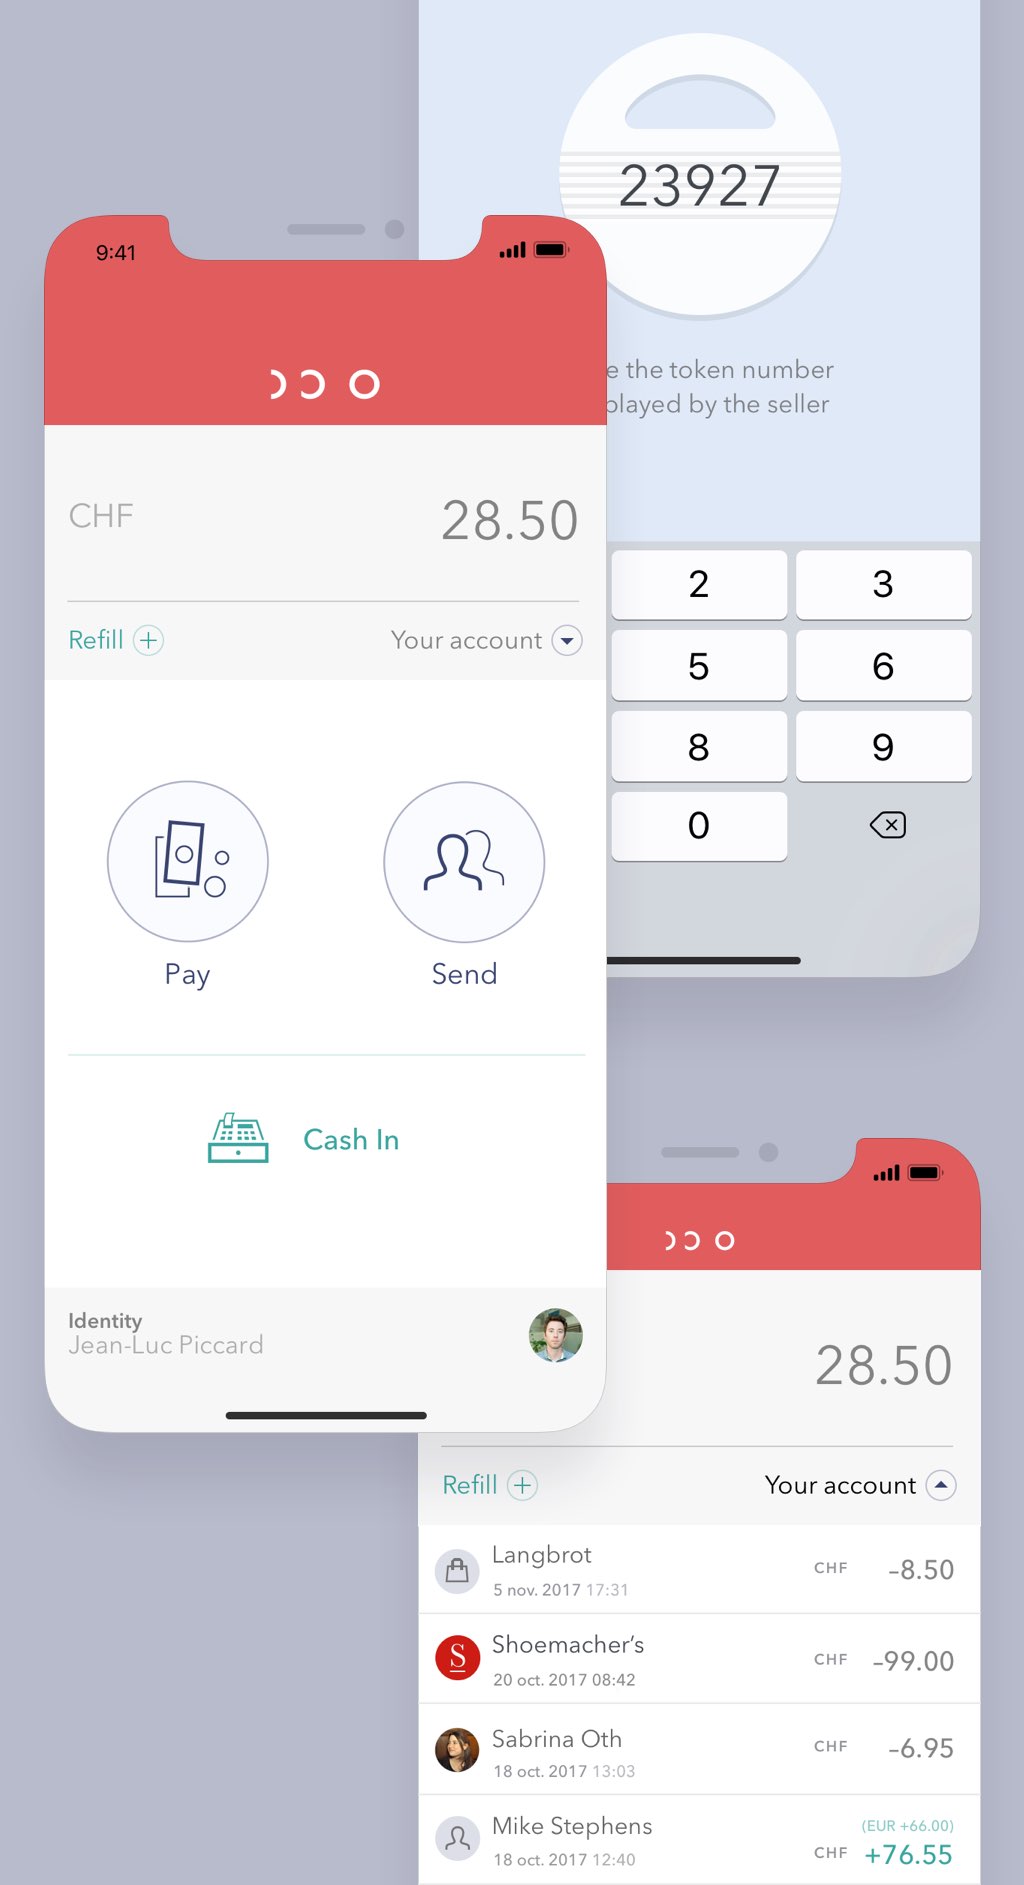 23927
e the token number
played by the seller
2
3
5
6
8
9
0
9:41
CHF
28.50
Refill
Your account
Pay
Send
Cash In
Identity
Jean-Luc Piccard
28.50
Refill
Your account
Langbrot
5 nov. 2017 17:31
CHF -8.50
Shoemacher’s
20 oct. 2017 08:42
CHF -99.00
Sabrina Oth
18 oct. 2017 13:03
CHF -6.95
Mike Stephens
18 oct. 2017 12:40
(EUR +66.00)
CHF +76.55